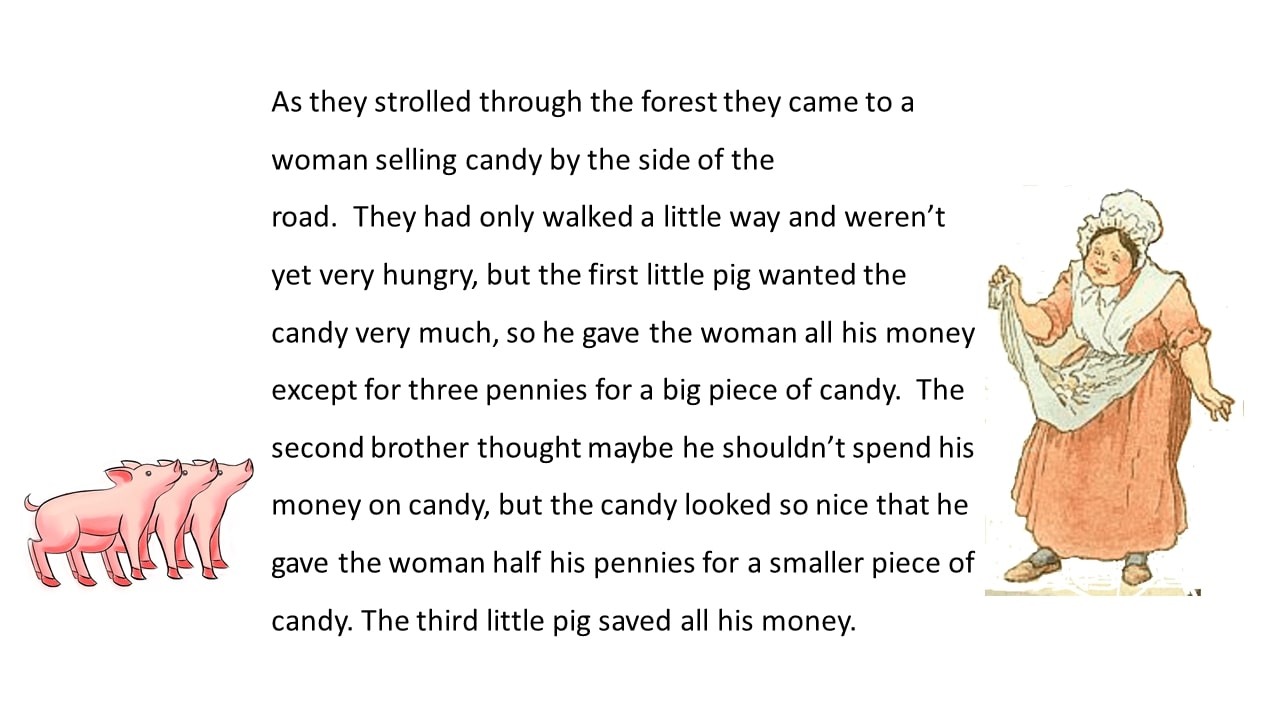 As they strolled through the forest they came to a
woman selling candy by the side of the
road.  They had only walked a little way and weren’t
yet very hungry, but the first little pig wanted the
candy very much, so he gave the woman all his money
except for three pennies for a big piece of candy.  The
second brother thought maybe he shouldn’t spend his
money on candy, but the candy looked so nice that he
gave the woman half his pennies for a smaller piece of
candy. The third little pig saved all his money.